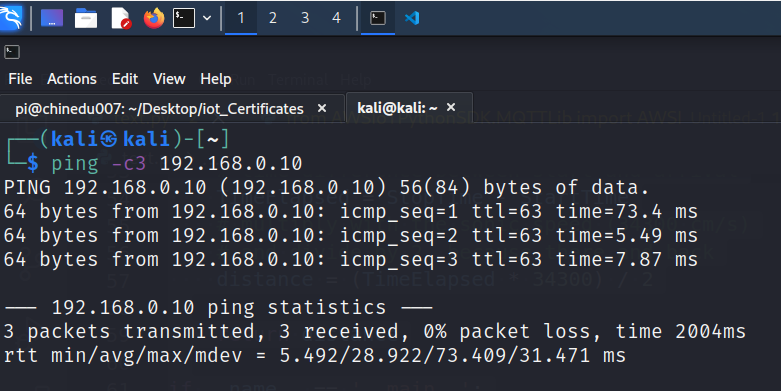 1 2 3 4
File Actions Edit View Help
pi@chinedu007: ~/Desktop/iot_Certificates × kali@kali: ~ ×
┌──(kali㉿kali)-[~]
└─$ ping -c3 192.168.0.10
PING 192.168.0.10 (192.168.0.10) 56(84) bytes of data.
64 bytes from 192.168.0.10: icmp_seq=1 ttl=63 time=73.4 ms
64 bytes from 192.168.0.10: icmp_seq=2 ttl=63 time=5.49 ms
64 bytes from 192.168.0.10: icmp_seq=3 ttl=63 time=7.87 ms
57 distance = (TimeElapsed * 34300) / 2
--- 192.168.0.10 ping statistics ---
3 packets transmitted, 3 received, 0% packet loss, time 2004ms
rtt min/avg/max/mdev = 5.492/28.922/73.409/31.471 ms